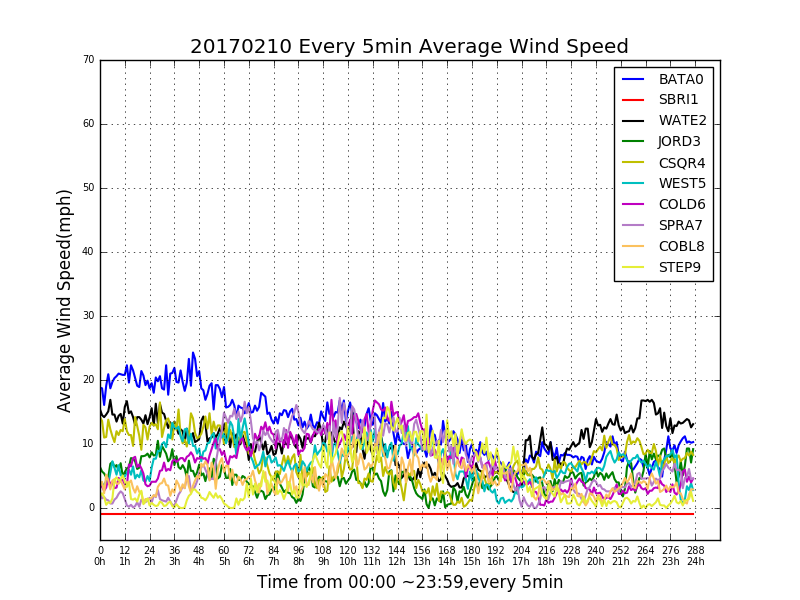 20170210 Every 5min Average Wind Speed
70
60
50
40
30
20
10
0
Average Wind Speed(mph)
BATA0
SBRI1
WATE2
JORD3
CSQR4
WEST5
COLD6
SPRA7
COBL8
STEP9
0 12 24 36 48 60 72 84 96 108 120 132 144 156 168 180 192 204 216 228 240 252 264 276 288
0h 1h 2h 3h 4h 5h 6h 7h 8h 9h 10h 11h 12h 13h 14h 15h 16h 17h 18h 19h 20h 21h 22h 23h 24h
Time from 00:00 ~23:59,every 5min